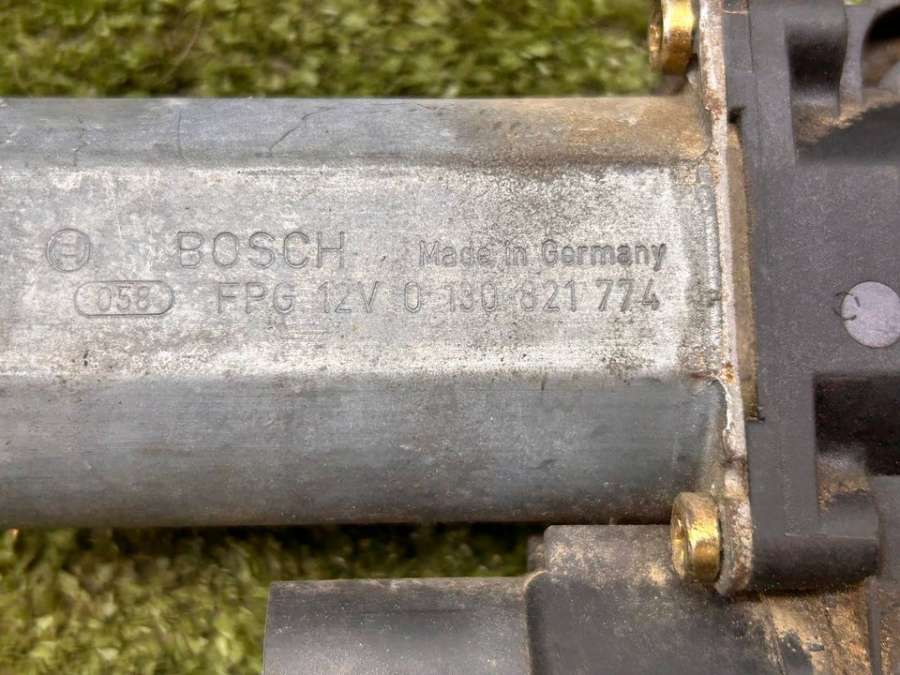 BOSCH Made in Germany
058 FPG 12V 0 130 821 774